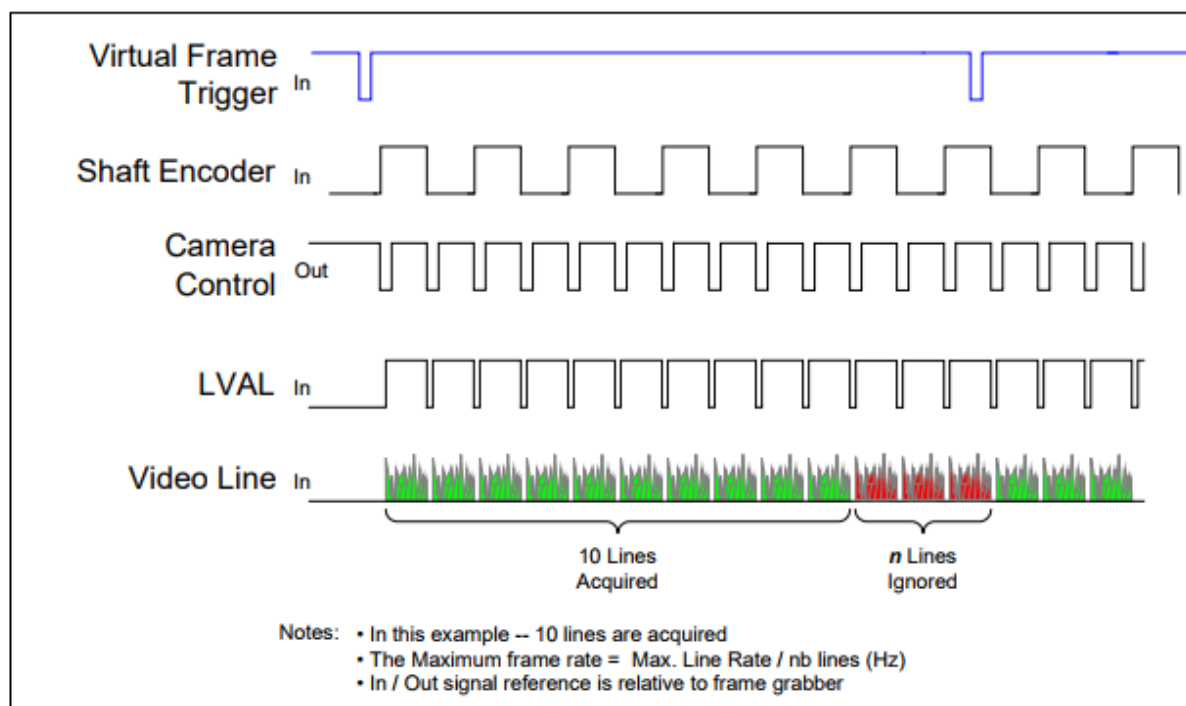 Virtual Frame
Trigger In
Shaft Encoder In
Camera
Control Out
LVAL In
Video Line In
10 Lines
Acquired
n Lines
Ignored
Notes: • In this example -- 10 lines are acquired
• The Maximum frame rate = Max. Line Rate / nb lines (Hz)
• In / Out signal reference is relative to frame grabber